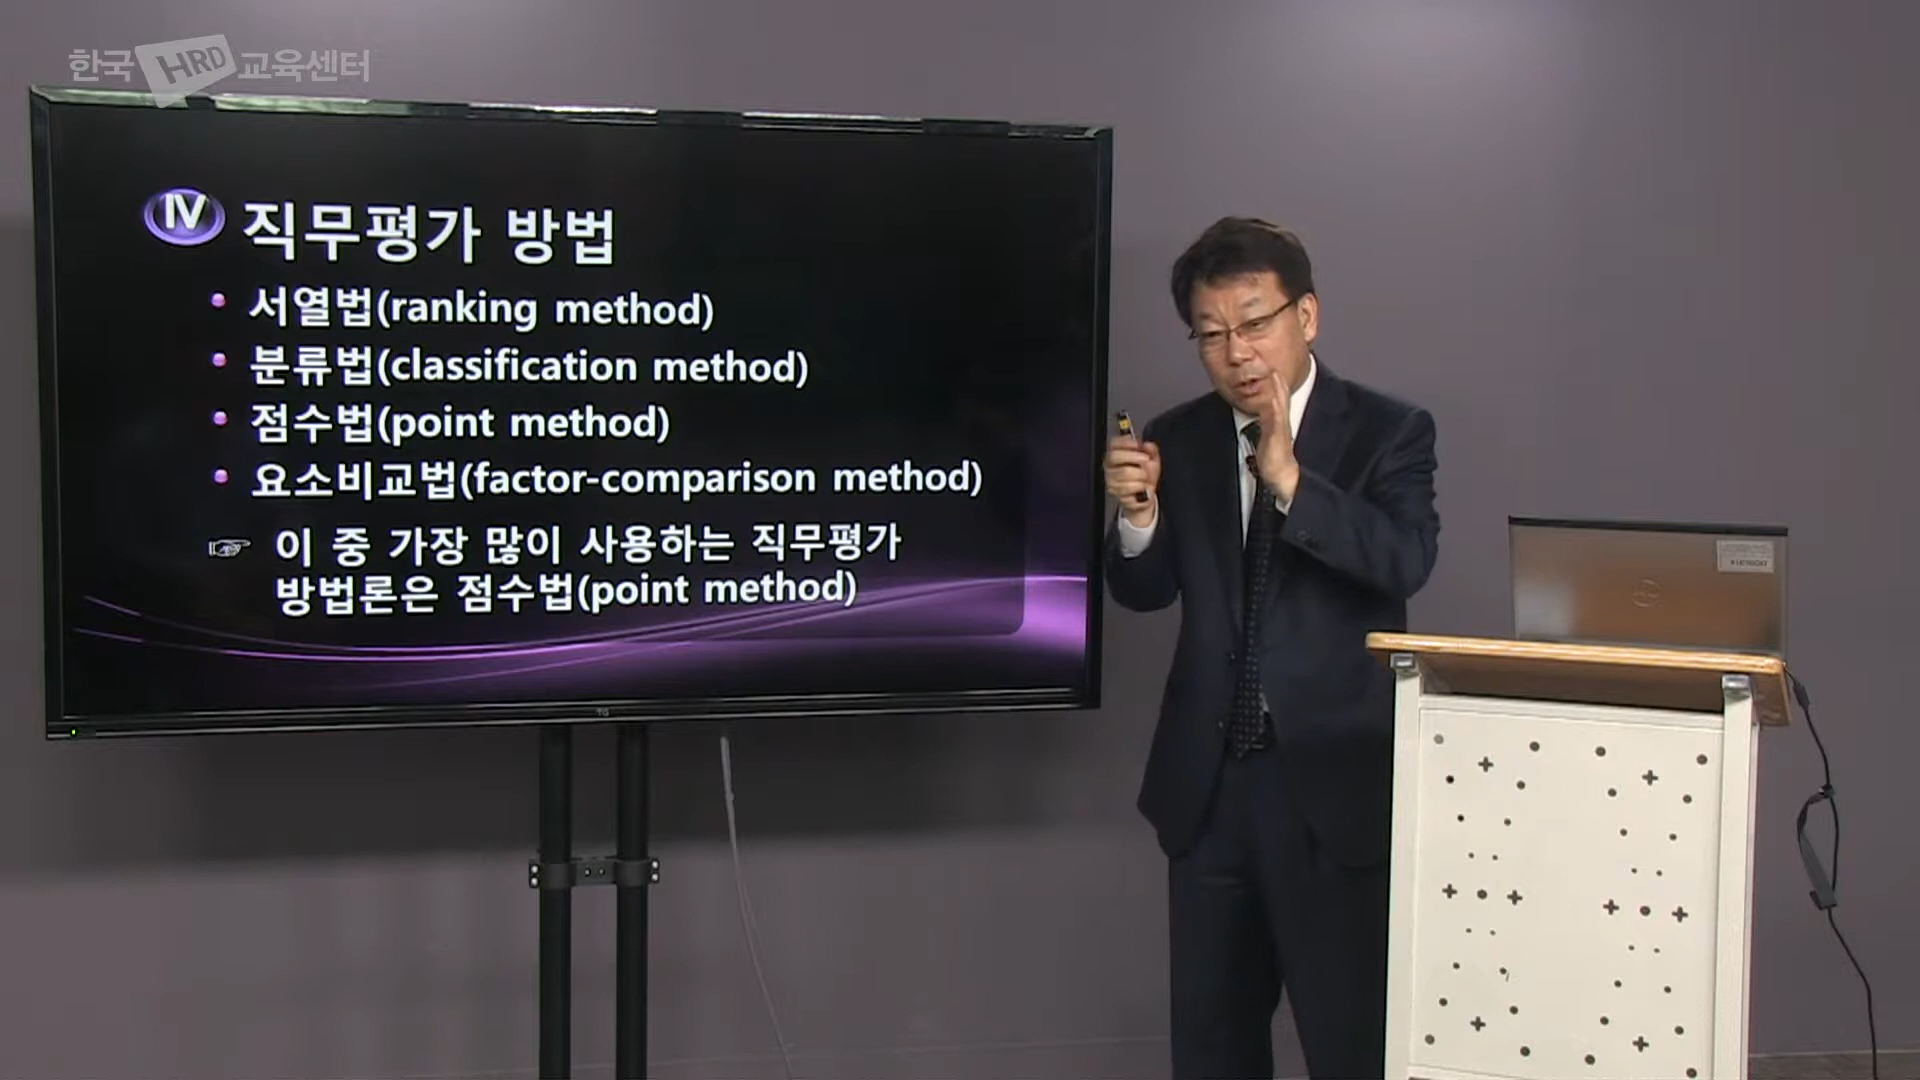 한국 HRD 교육센터
IV 직무평가 방법
• 서열법(ranking method)
• 분류법(classification method)
• 점수법(point method)
• 요소비교법(factor-comparison method)
☞ 이 중 가장 많이 사용하는 직무평가
방법론은 점수법(point method)
TG